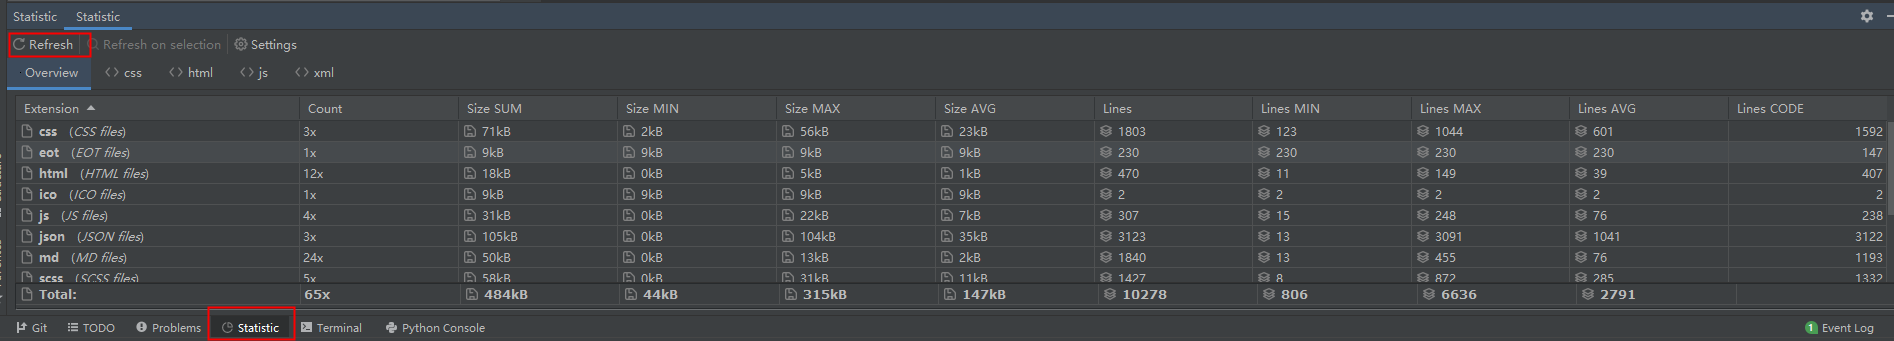 Statistic Statistic
Refresh Refresh on selection Settings
Overview css html js xml
Extension Count Size SUM Size MIN Size MAX Size AVG Lines Lines MIN Lines MAX Lines AVG Lines CODE
css (CSS files) 3x 71kB 2kB 56kB 23kB 1803 123 1044 601 1592
eot (EOT files) 1x 9kB 9kB 9kB 9kB 230 230 230 230 147
html (HTML files) 12x 18kB 0kB 5kB 1kB 470 11 149 39 407
ico (ICO files) 1x 9kB 9kB 9kB 9kB 2 2 2 2 2
js (JS files) 4x 31kB 0kB 22kB 7kB 307 15 248 76 238
json (JSON files) 3x 105kB 0kB 104kB 35kB 3123 13 3091 1041 3122
md (MD files) 24x 50kB 0kB 13kB 2kB 1840 13 455 76 1193
scss (SCSS files) 5x 58kB 0kB 31kB 11kB 1427 8 872 285 1332
Total: 65x 484kB 44kB 315kB 147kB 10278 806 6636 2791
Git TODO Problems Statistic Terminal Python Console 1 Event Log